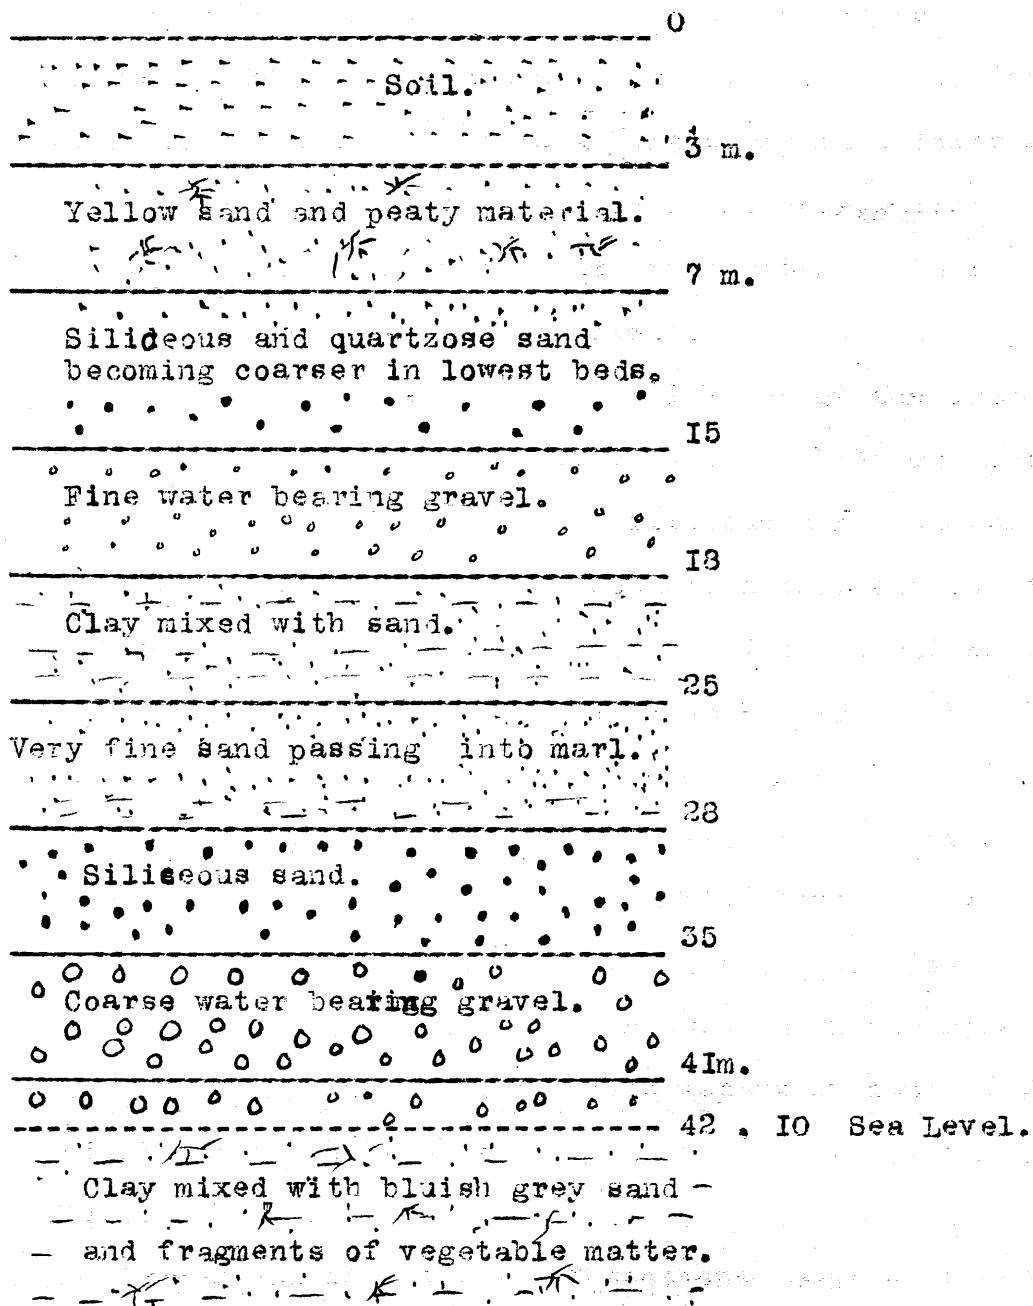 0
Soil.
3 m.
Yellow sand and peaty material.
7 m.
Silideous and quartzose sand
becoming coarser in lowest beds.
I5
Fine water bearing gravel.
I8
Clay mixed with sand.
25
Very fine sand passing into marl.
28
Siliseous sand.
35
Coarse water bearimg gravel.
4Im.
42 . IO Sea Level.
Clay mixed with bluish grey sand
and fragments of vegetable matter.